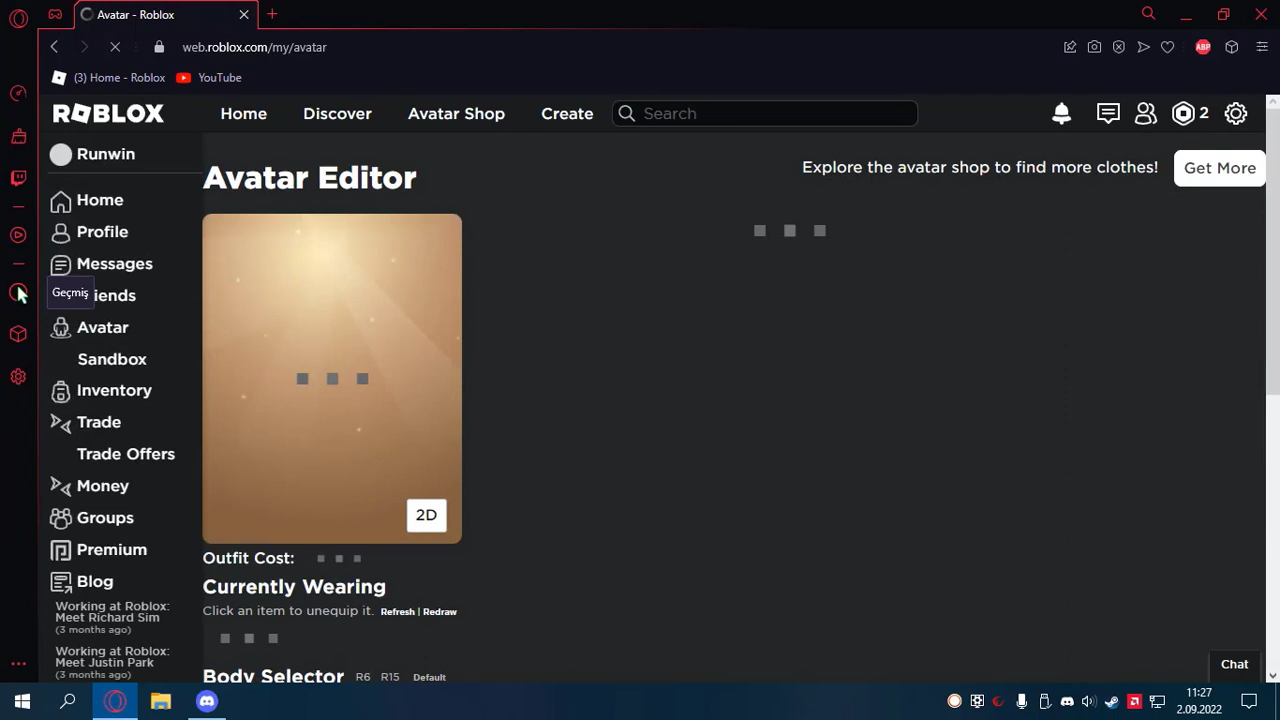 Avatar - Roblox
web.roblox.com/my/avatar
ABP
(3) Home - Roblox
YouTube
ROBLOX
Home
Discover
Avatar Shop
Create
Search
2
Runwin
Home
Profile
Messages
Geçmiş
iends
Avatar
Sandbox
Inventory
Trade
Trade Offers
Money
Groups
Premium
Blog
Working at Roblox:
Meet Richard Sim
(3 months ago)
Working at Roblox:
Meet Justin Park
(3 months ago)
Avatar Editor
Explore the avatar shop to find more clothes!
Get More
2D
Outfit Cost:
Currently Wearing
Click an item to unequip it. Refresh | Redraw
Body Selector R6 R15 Default
Chat
11:27
2.09.2022